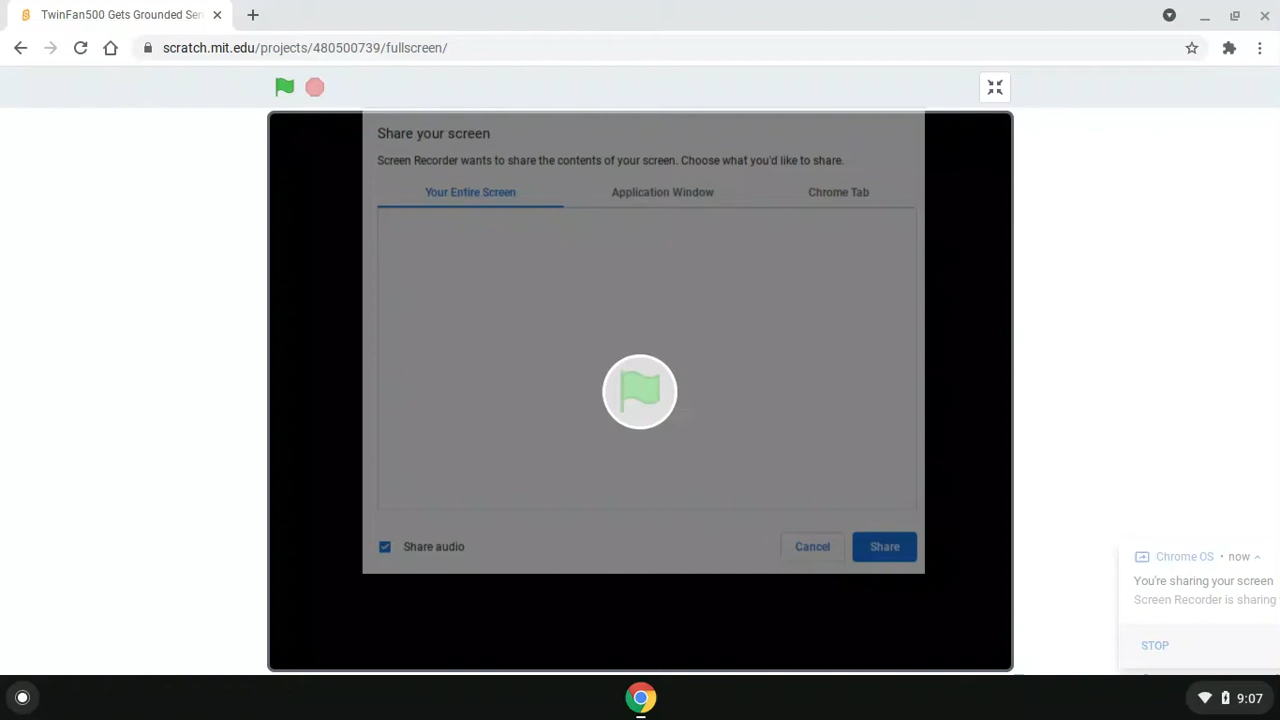 TwinFan500 Gets Grounded Ser
scratch.mit.edu/projects/480500739/fullscreen/
Share your screen
Screen Recorder wants to share the contents of your screen. Choose what you'd like to share.
Your Entire Screen
Application Window
Chrome Tab
Share audio
Cancel
Share
Chrome OS • now
You're sharing your screen
Screen Recorder is sharing
STOP
9:07